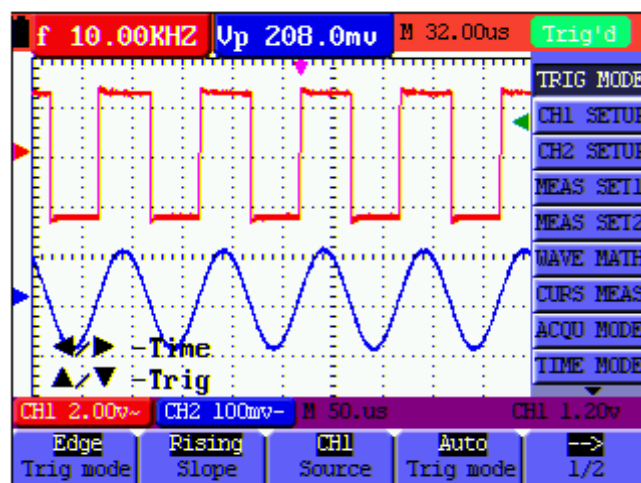 f 10.00KHZ Vp 208.0mv M 32.00us Trig'd
TRIG MODE
CH1 SETUP
CH2 SETUP
MEAS SET1
MEAS SET2
WAVE MATH
CURS MEAS
ACQU MODE
TIME MODE
◀/▶ -Time
▲/▼ -Trig
CH1 2.00v~ CH2 100mv- M 50.us CH1 1.20v
Edge Rising CH1 Auto -->
Trig mode Slope Source Trig mode 1/2